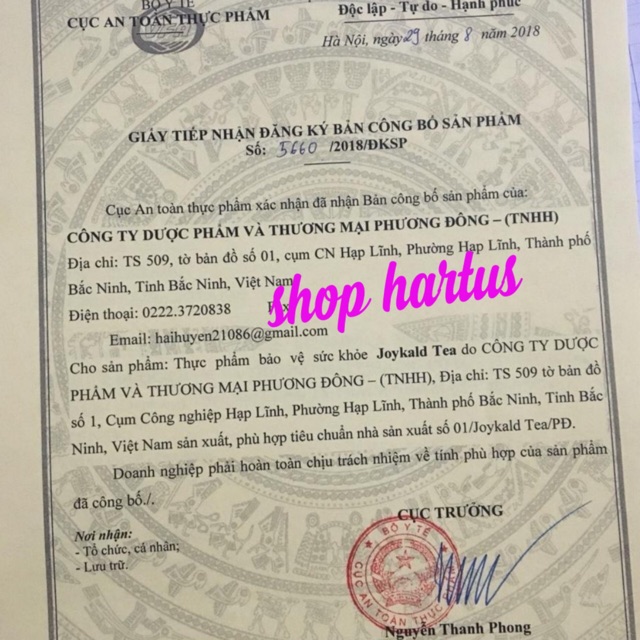 BỘ Y TẾ
CỤC AN TOÀN THỰC PHẨM
Độc lập - Tự do - Hạnh phúc
Hà Nội, ngày 29 tháng 8 năm 2018
GIẤY TIẾP NHẬN ĐĂNG KÝ BẢN CÔNG BỐ SẢN PHẨM
Số: 5660 /2018/ĐKSP
Cục An toàn thực phẩm xác nhận đã nhận Bản công bố sản phẩm của:
CÔNG TY DƯỢC PHẨM VÀ THƯƠNG MẠI PHƯƠNG ĐÔNG – (TNHH)
Địa chỉ: TS 509, tờ bản đồ số 01, cụm CN Hạp Lĩnh, Phường Hạp Lĩnh, Thành phố
Bắc Ninh, Tỉnh Bắc Ninh, Việt Nam
shop hartus
Điện thoại: 0222.3720838
Email: haihuyen21086@gmail.com
Cho sản phẩm: Thực phẩm bảo vệ sức khỏe Joykald Tea do CÔNG TY DƯỢC
PHẨM VÀ THƯƠNG MẠI PHƯƠNG ĐÔNG – (TNHH), Địa chỉ: TS 509 tờ bản đồ
số 1, Cụm Công nghiệp Hạp Lĩnh, Phường Hạp Lĩnh, Thành phố Bắc Ninh, Tỉnh Bắc
Ninh, Việt Nam sản xuất, phù hợp tiêu chuẩn nhà sản xuất số 01/Joykald Tea/PĐ.
Doanh nghiệp phải hoàn toàn chịu trách nhiệm về tính phù hợp của sản phẩm
đã công bố./.
CỤC TRƯỞNG
Nơi nhận:
- Tổ chức, cá nhân;
- Lưu trữ.
BỘ Y TẾ
CỤC AN TOÀN THỰC
Nguyễn Thanh Phong